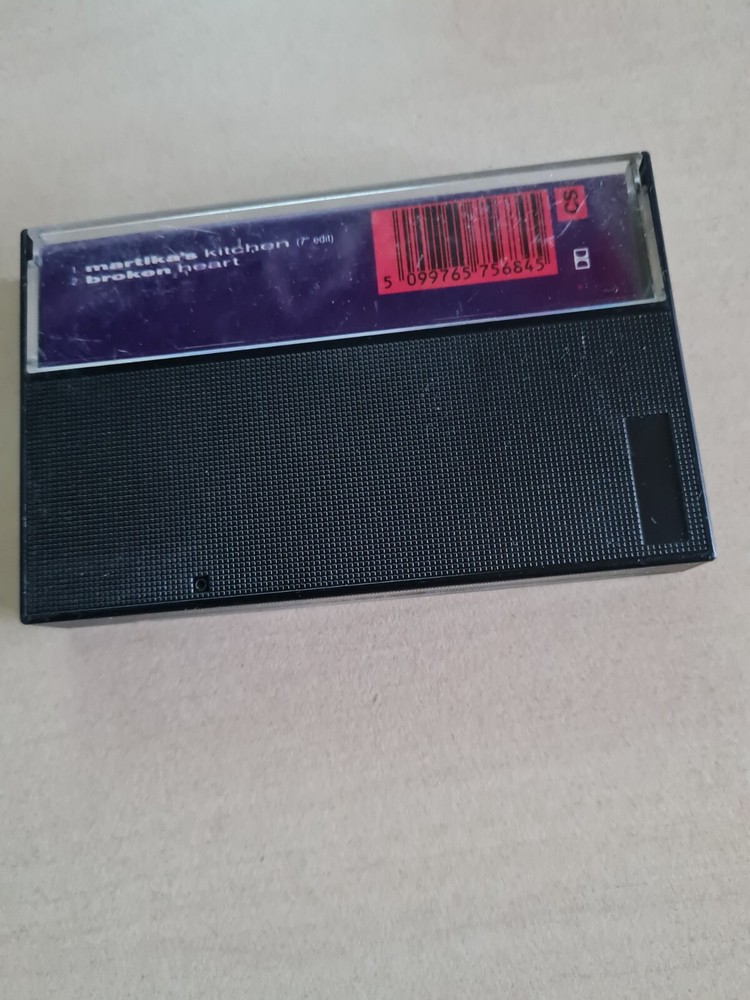 1 martika's kitchen (7" edit)
2 broken heart
5 099765 756845
CS